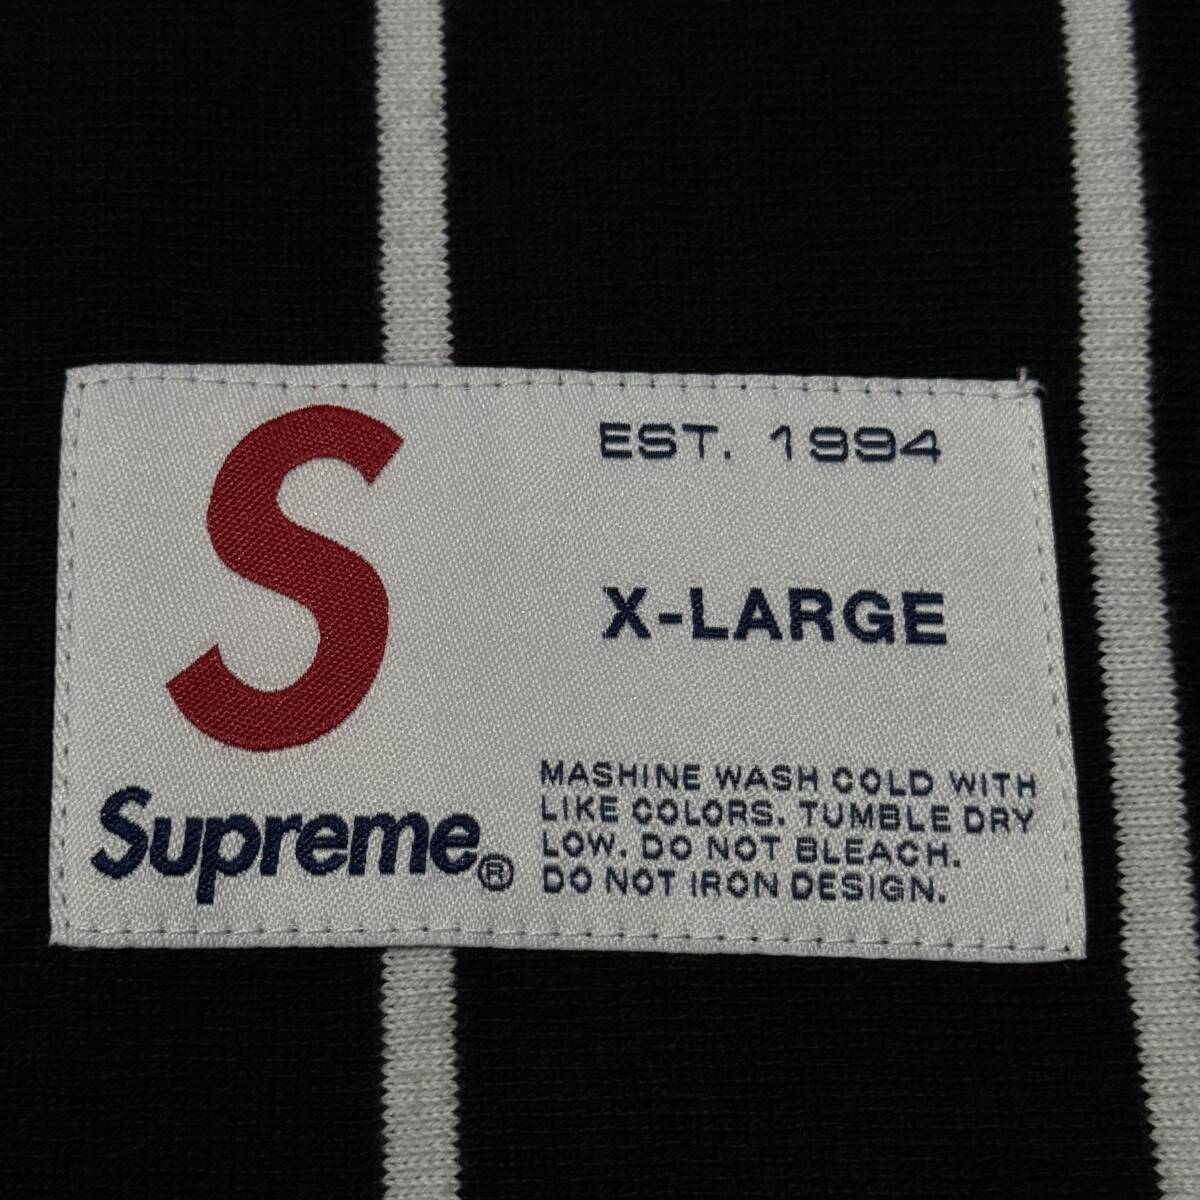 S
Supreme®
EST. 1994
X-LARGE
MASHINE WASH COLD WITH
LIKE COLORS. TUMBLE DRY
LOW. DO NOT BLEACH.
DO NOT IRON DESIGN.